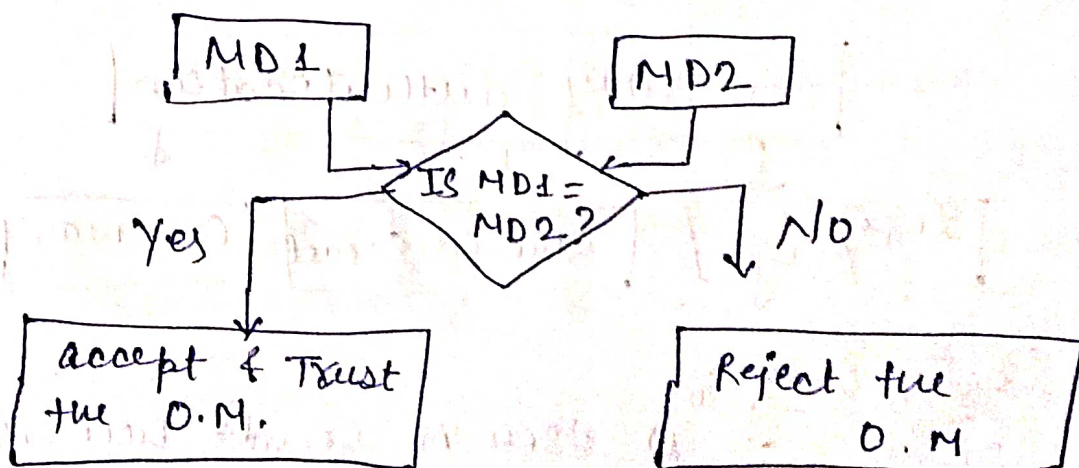 MD1
MD2
IS MD1 =
MD2?
Yes
No
accept & Trust
the O.M.
Reject the
O.M